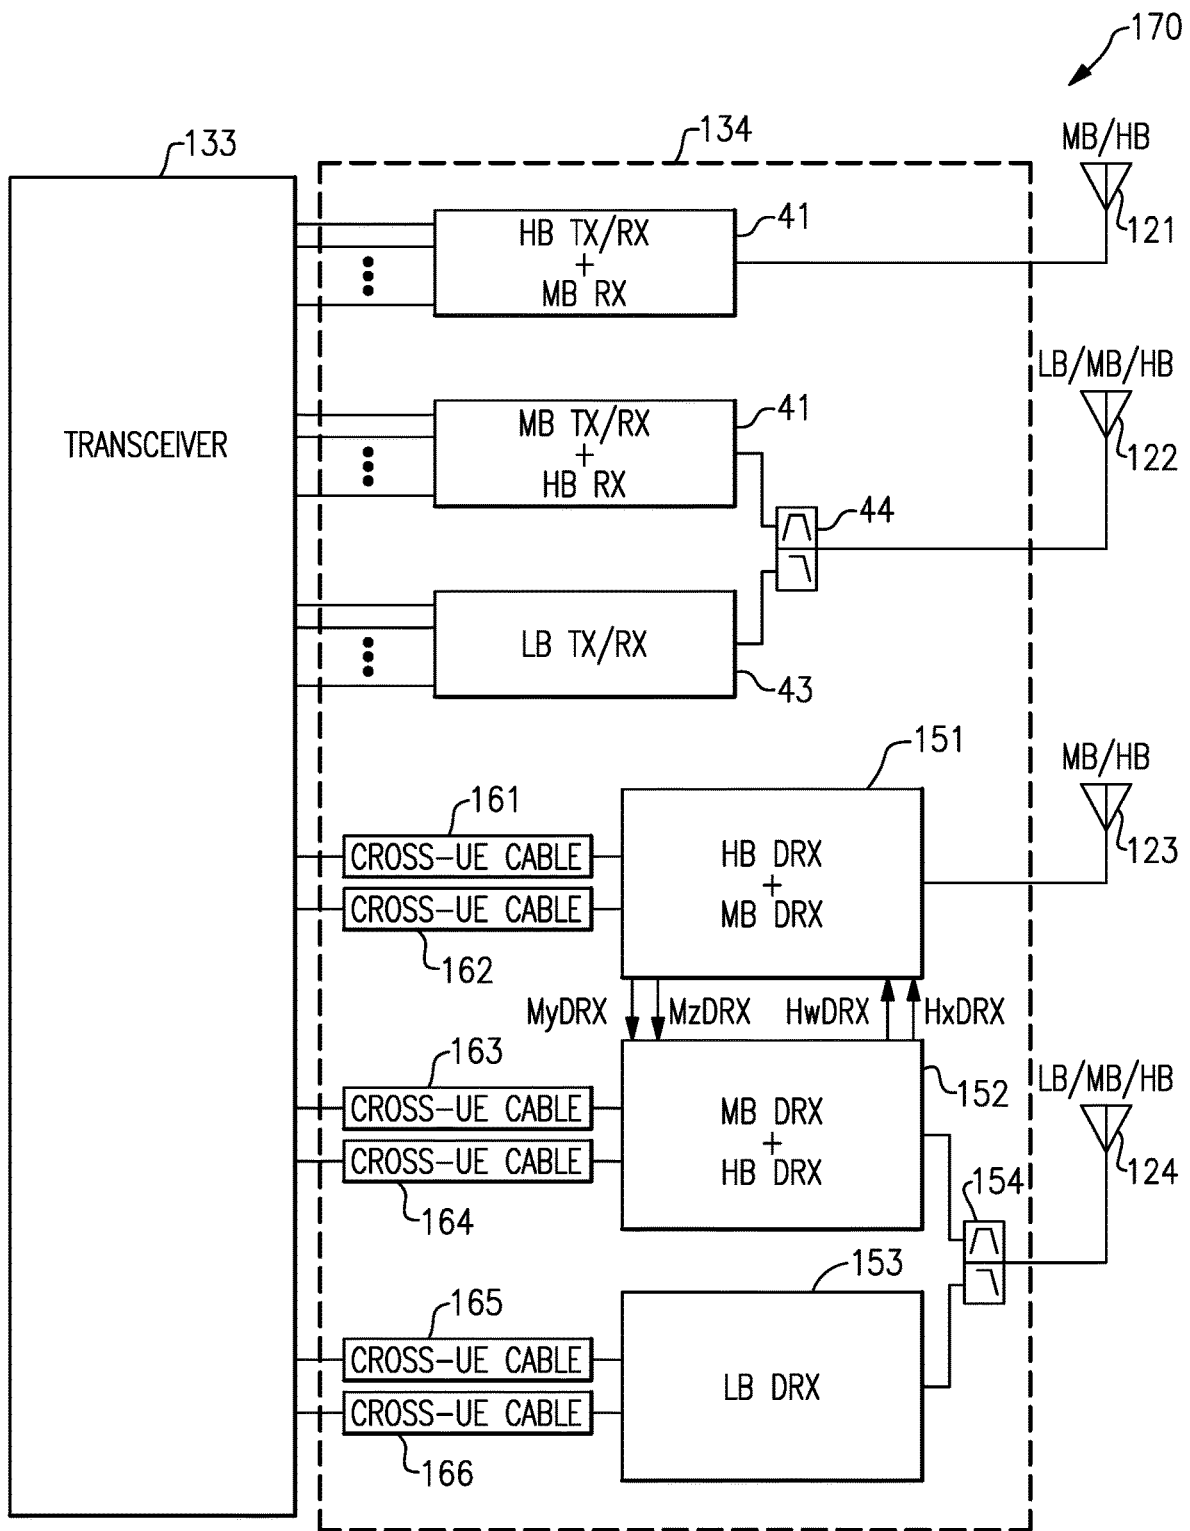 170
133
134
MB/HB
HB TX/RX
+
MB RX
41
121
LB/MB/HB
TRANSCEIVER
MB TX/RX
+
HB RX
41
122
44
LB TX/RX
43
151
MB/HB
161
CROSS-UE CABLE
HB DRX
+
MB DRX
123
CROSS-UE CABLE
162
MyDRX
MzDRX
HwDRX
HxDRX
163
CROSS-UE CABLE
MB DRX
+
HB DRX
152
LB/MB/HB
CROSS-UE CABLE
164
124
154
153
165
CROSS-UE CABLE
LB DRX
CROSS-UE CABLE
166